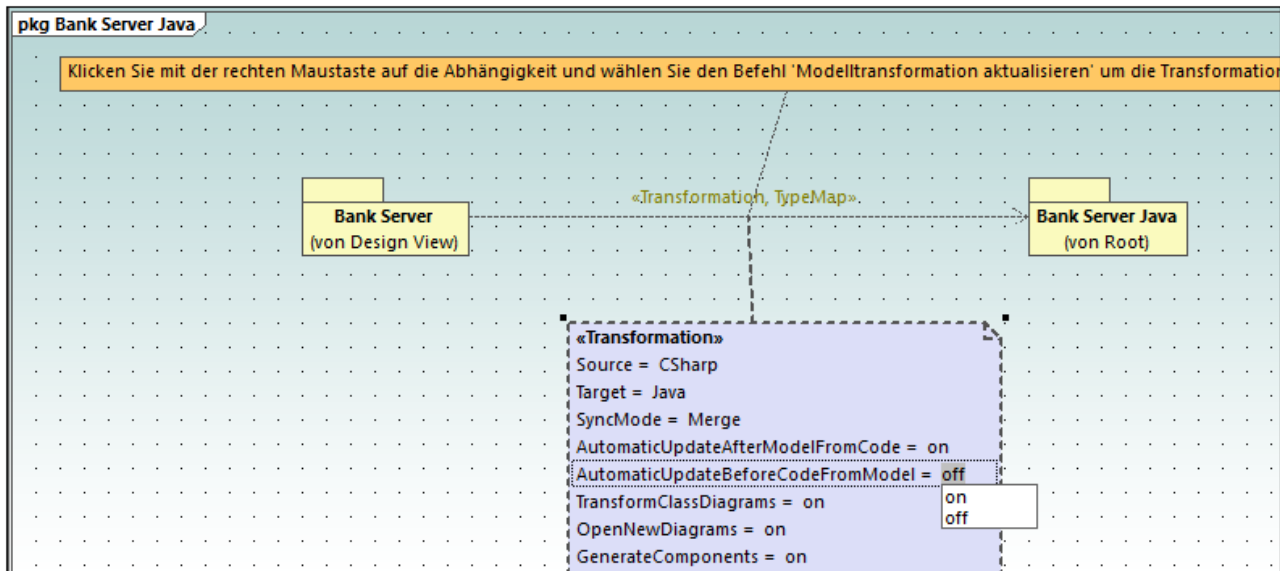 pkg Bank Server Java
Klicken Sie mit der rechten Maustaste auf die Abhängigkeit und wählen Sie den Befehl 'Modelltransformation aktualisieren' um die Transformation
«Transformation, TypeMap»
Bank Server
(von Design View)
Bank Server Java
(von Root)
«Transformation»
Source = CSharp
Target = Java
SyncMode = Merge
AutomaticUpdateAfterModelFromCode = on
AutomaticUpdateBeforeCodeFromModel = off
on
off
TransformClassDiagrams = on
OpenNewDiagrams = on
GenerateComponents = on